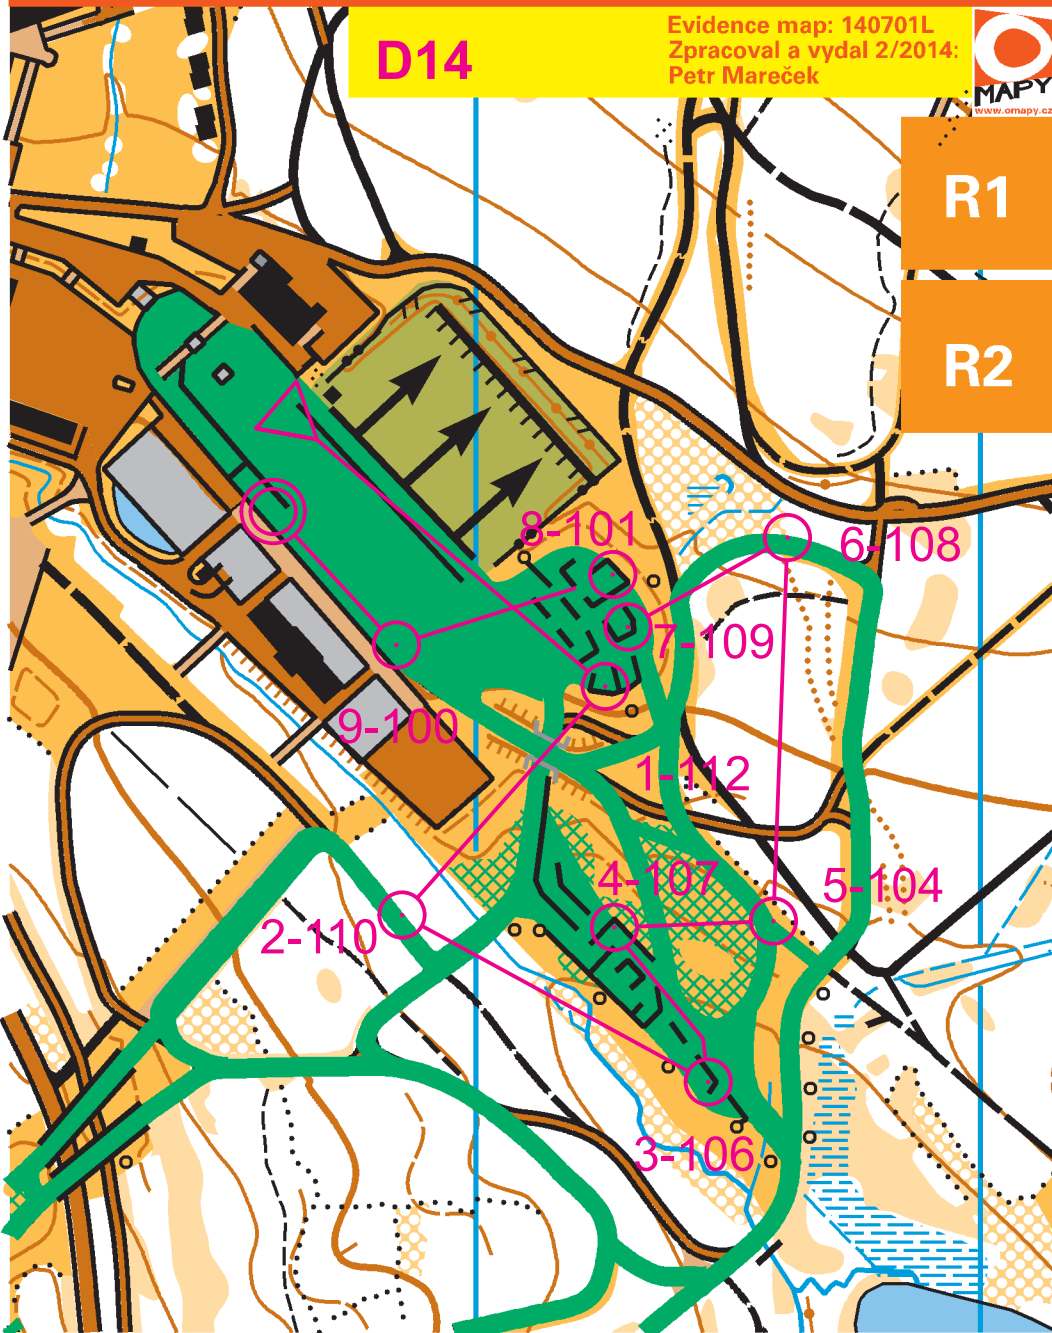 D14
Evidence map: 140701L
Zpracoval a vydal 2/2014:
Petr Mareček
MAPY
www.omapy.cz
R1
R2
8-101
6-108
7-109
9-100
1-112
4-107
5-104
2-110
3-106